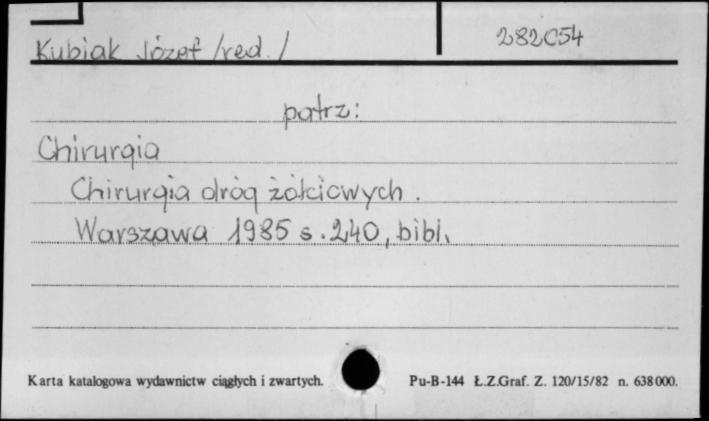 Kubiak Józef /red./
282054
patrz:
Chirurgia
Chirurgia dróg żółciowych.
Warszawa 1985 s. 240, bibl.
Karta katalogowa wydawnictw ciągłych i zwartych.
Pu-B-144 Ł.Z.Graf. Z. 120/15/82 n. 638000.